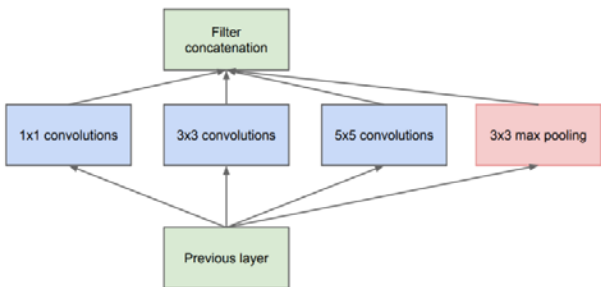 Filter
concatenation
1x1 convolutions
3x3 convolutions
5x5 convolutions
3x3 max pooling
Previous layer